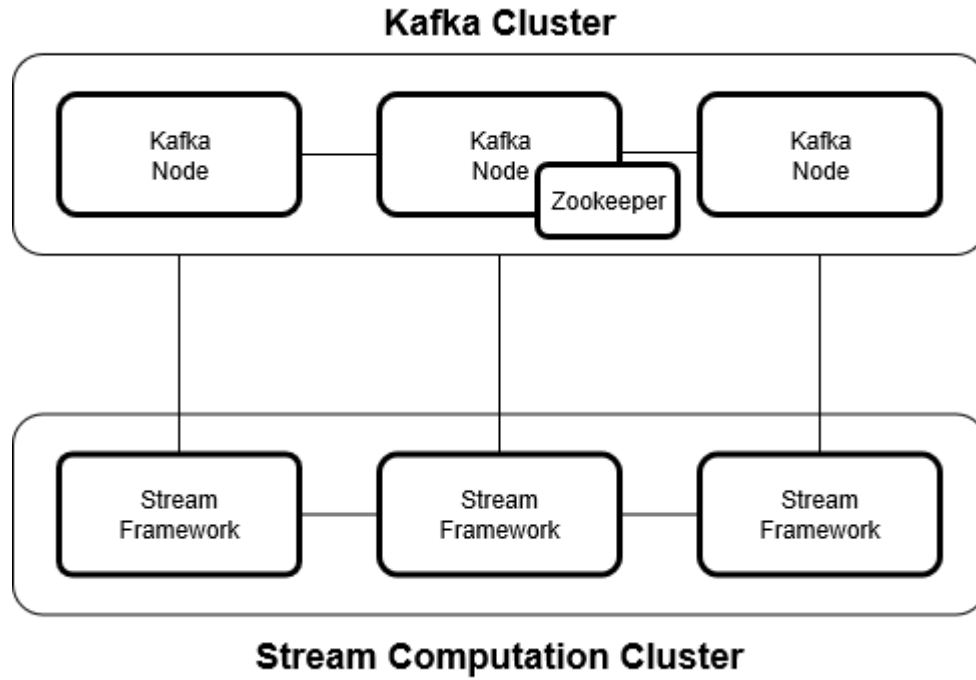 Kafka Cluster
Kafka
Node
Kafka
Node
Zookeeper
Kafka
Node
Stream
Framework
Stream
Framework
Stream
Framework
Stream Computation Cluster